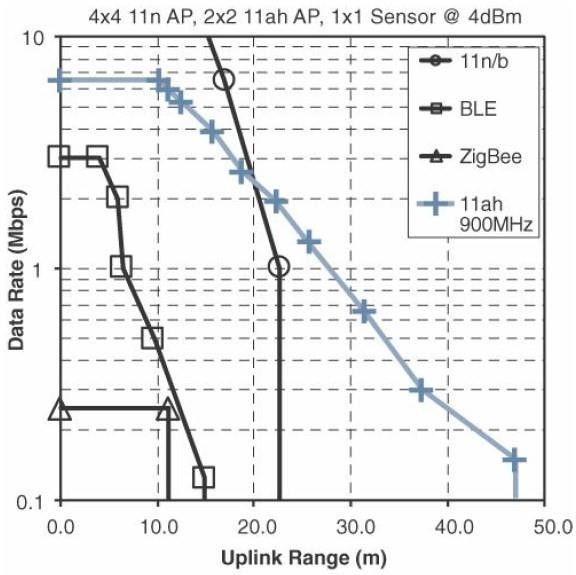 4x4 11n AP, 2x2 11ah AP, 1x1 Sensor @ 4dBm
10
1
0.1
Data Rate (Mbps)
11n/b
BLE
ZigBee
11ah
900MHz
0.0 10.0 20.0 30.0 40.0 50.0
Uplink Range (m)